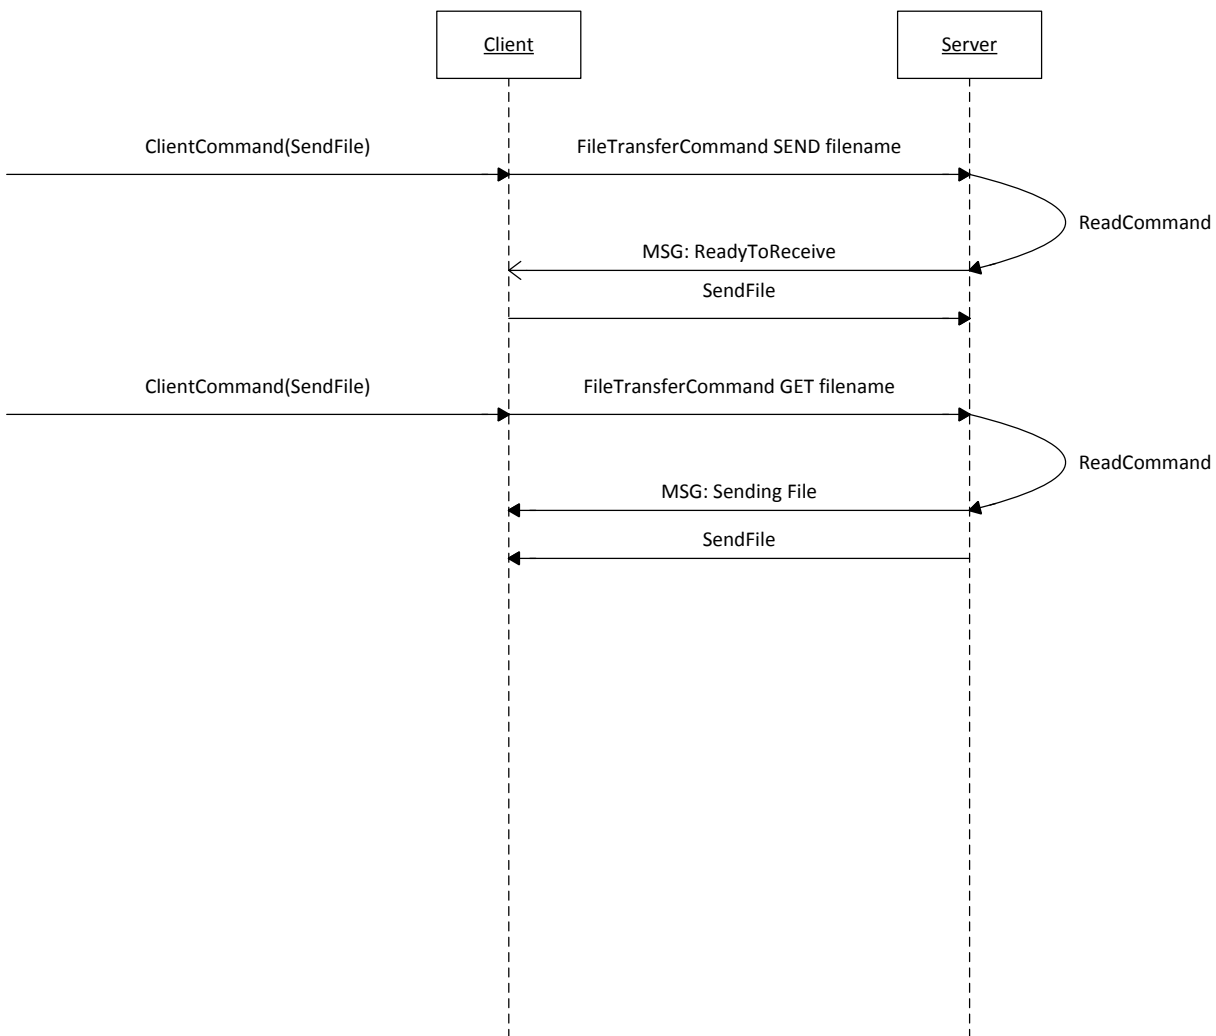 Client
Server
ClientCommand(SendFile)
FileTransferCommand SEND filename
ReadCommand
MSG: ReadyToReceive
SendFile
ClientCommand(SendFile)
FileTransferCommand GET filename
ReadCommand
MSG: Sending File
SendFile